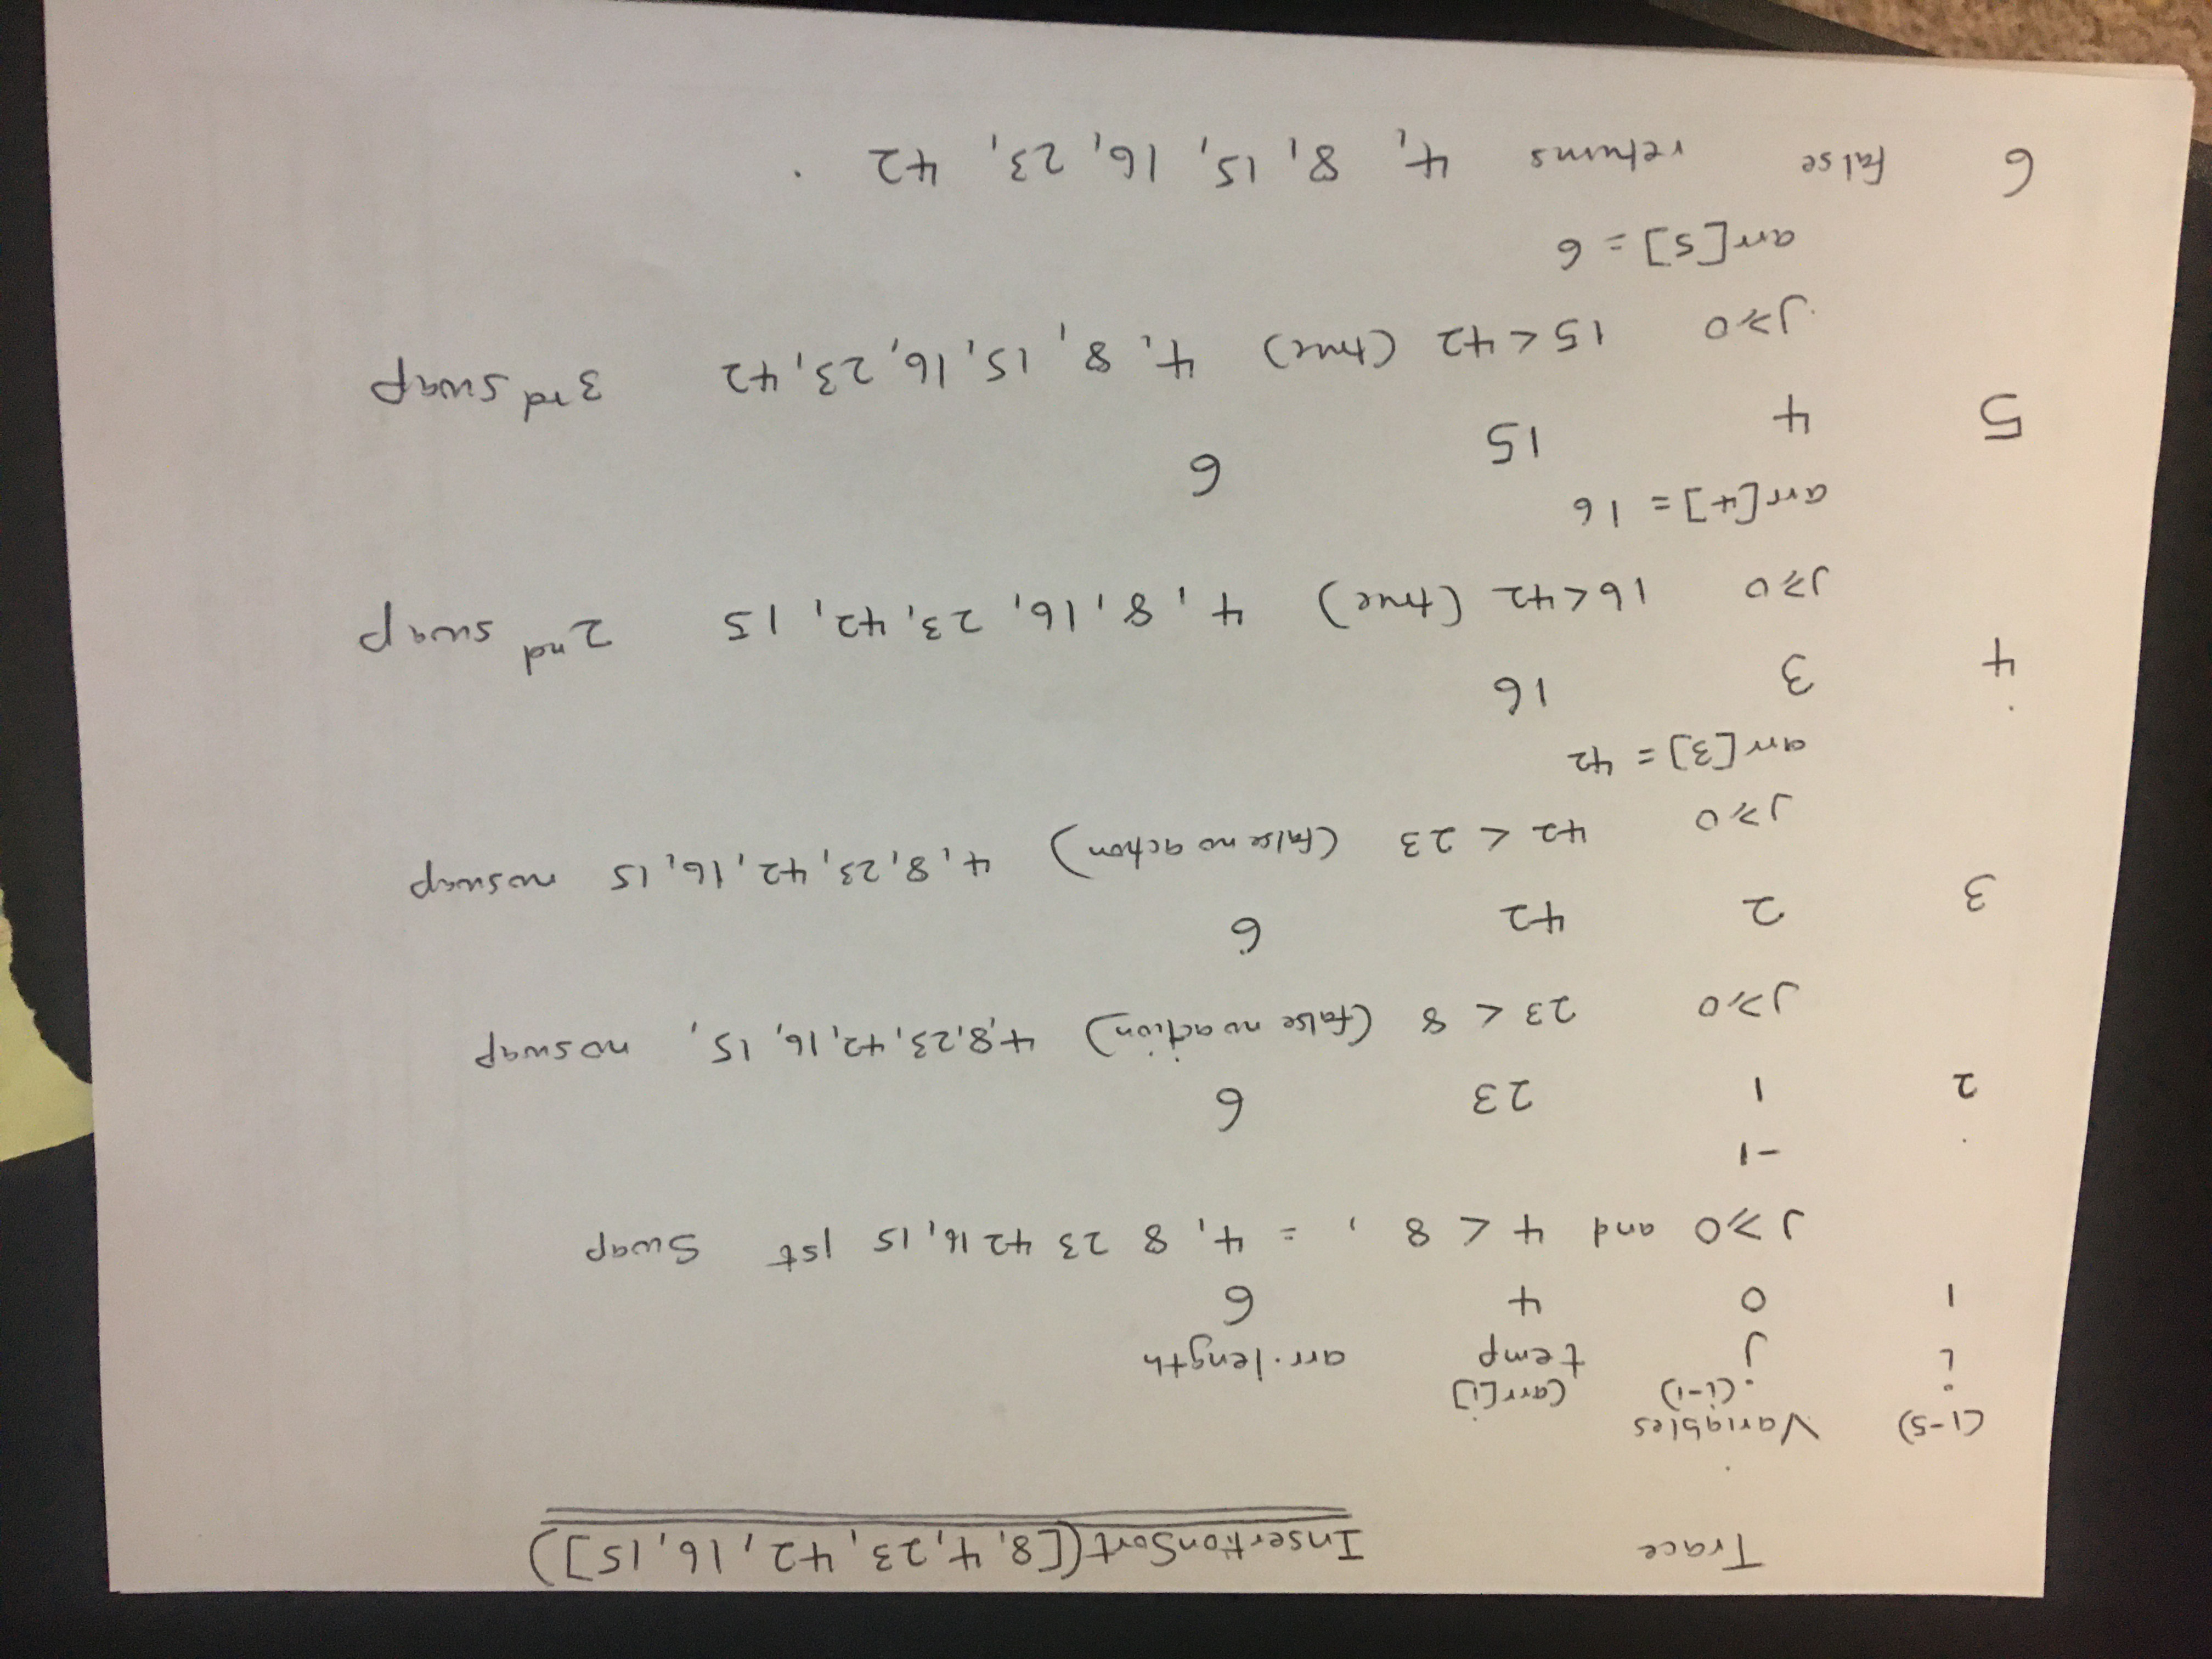 Trace InsertionSort([8, 4, 23, 42, 16, 15])
(1-5) Variables
(i-1) (arr[i]
i j temp arr.length
1 0 4 6
J ⩾ 0 and 4 < 8 , = 4, 8 23 42 16, 15 1st Swap
-1
2 1 23 6
J ⩾ 0 23 < 8 (false no action) 4,8,23, 42, 16, 15, no swap
3 2 42 6
J ⩾ 0 42 < 23 (false no action) 4, 8, 23, 42, 16, 15 no swap
arr[3] = 42
4 3 16
J ⩾ 0 16 < 42 (true) 4, 8, 16, 23, 42, 15 2nd swap
arr[4] = 16
5 4 15 6
J ⩾ 0 15 < 42 (true) 4, 8, 15, 16, 23, 42 3rd swap
arr[5] = 6
6 false returns 4, 8, 15, 16, 23, 42 .